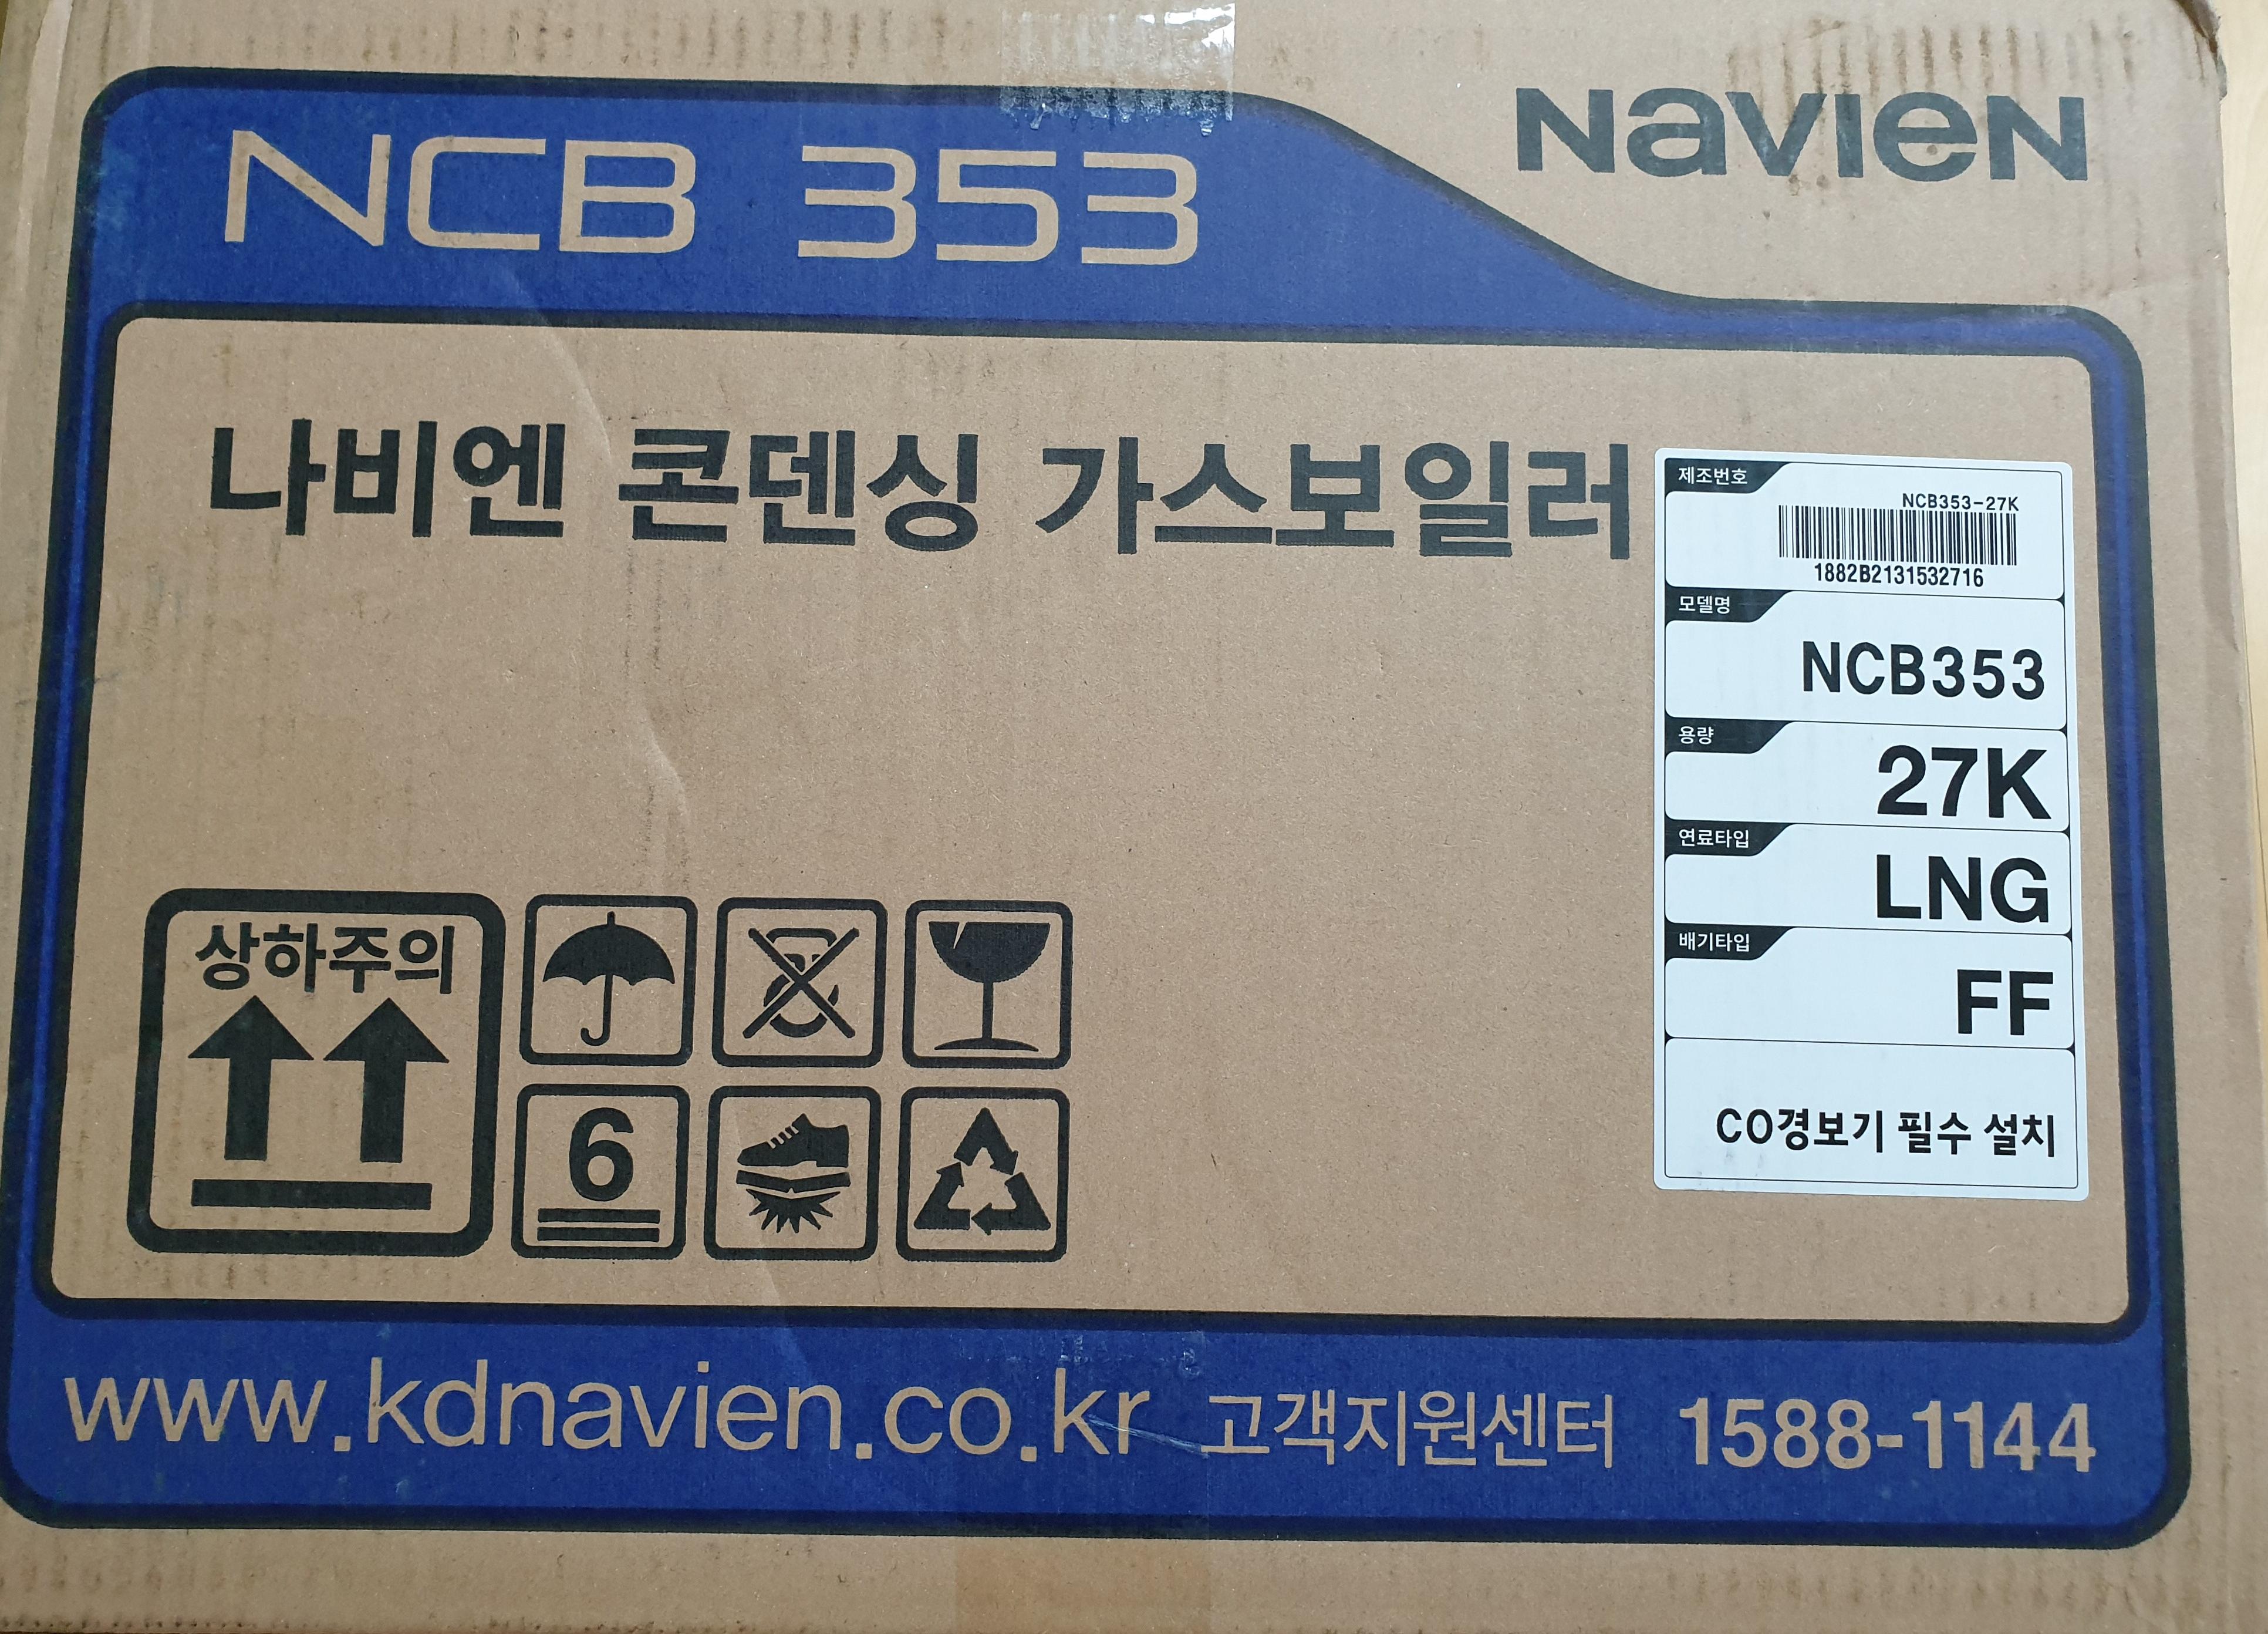 NCB 353
NAVIEN
나비엔 콘덴싱 가스보일러
제조번호
NCB353-27K
1882B2131532716
모델명
NCB353
용량
27K
연료타입
LNG
배기타입
FF
CO경보기 필수 설치
상하주의
6
www.kdnavien.co.kr 고객지원센터 1588-1144